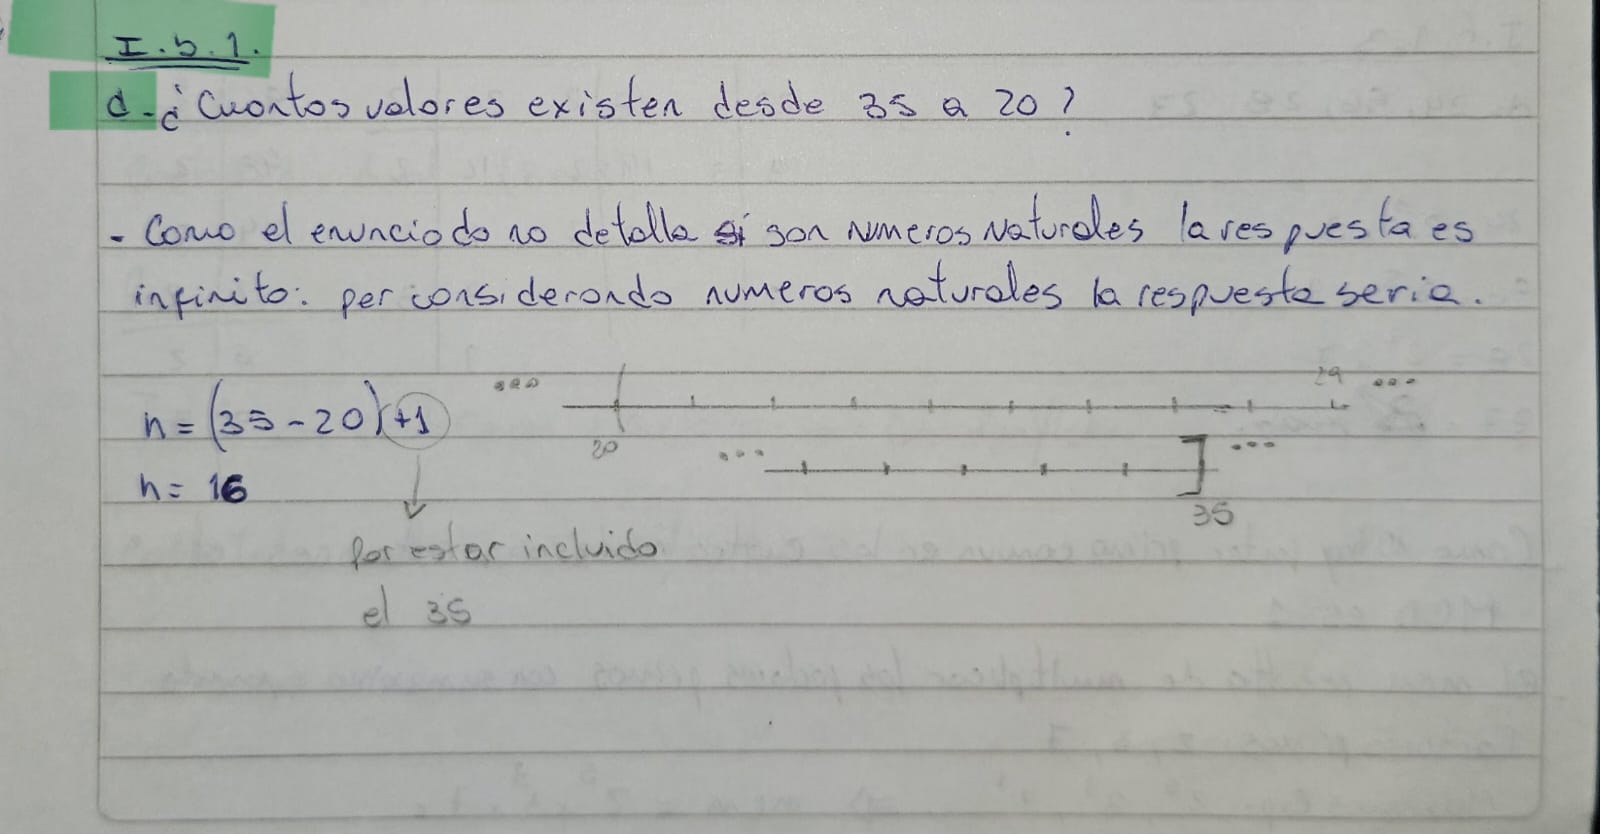 I.b.1.
d-¿Cuantos valores existen desde 35 a 20?
- Como el enunciado no detalla si son numeros Naturales la respuesta es
infinito: per considerando numeros naturales la respuesta seria.
n = (35-20)+1
n = 16
por estar incluido
el 35
... 20 29 ...
... 35 ...